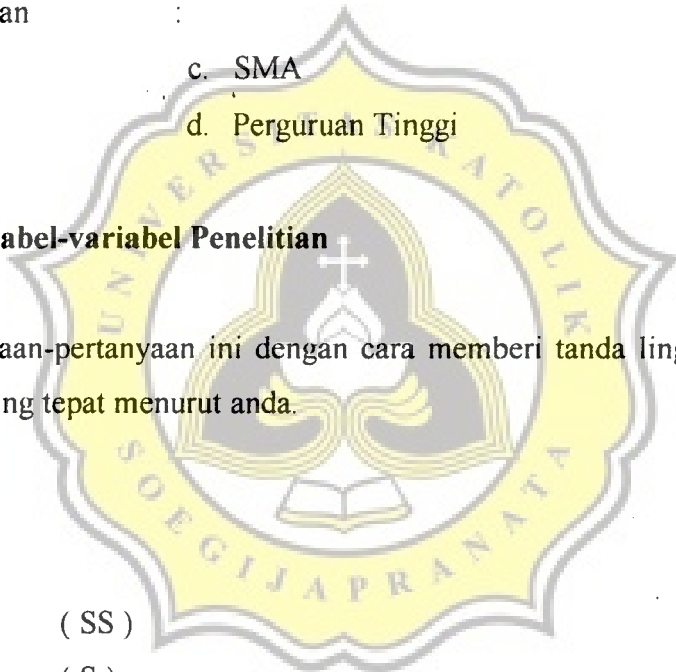 an :
c. SMA
d. Perguruan Tinggi
abel-variabel Penelitian
aan-pertanyaan ini dengan cara memberi tanda ling
ng tepat menurut anda.
( SS )
( S )
UNIVERSITAS KATOLIK
SOEGIJAPRANATA